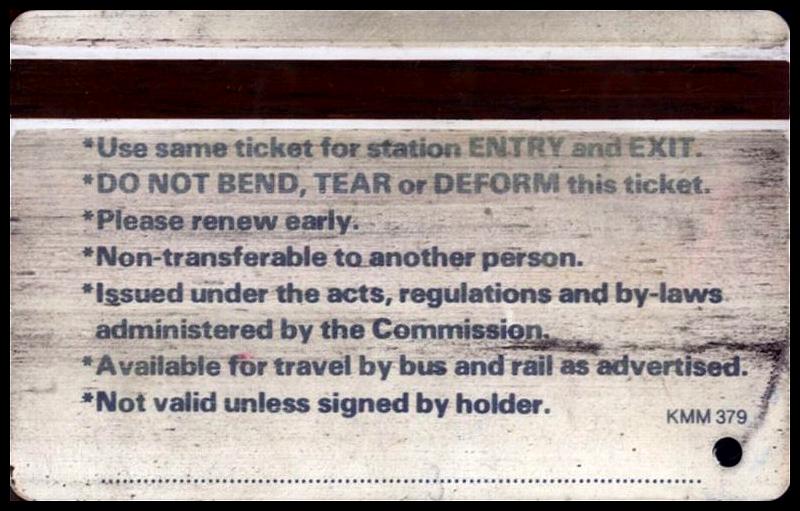 *Use same ticket for station ENTRY and EXIT.
*DO NOT BEND, TEAR or DEFORM this ticket.
*Please renew early.
*Non-transferable to another person.
*Issued under the acts, regulations and by-laws
administered by the Commission.
*Available for travel by bus and rail as advertised.
*Not valid unless signed by holder.
KMM 379